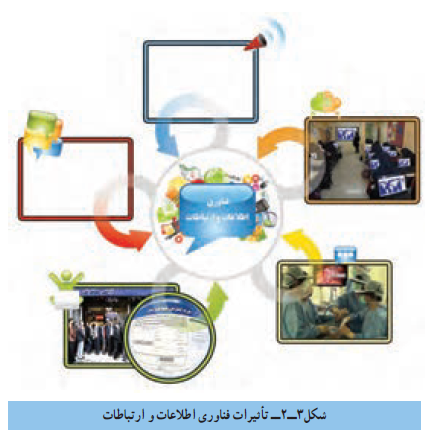 فناوری
اطلاعات و ارتباطات
شکل۳ــ۲ــ تأثیرات فناوری اطلاعات و ارتباطات